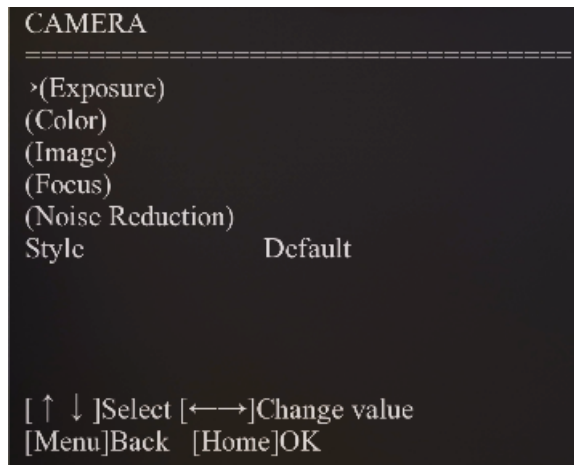 CAMERA
==================================
›(Exposure)
(Color)
(Image)
(Focus)
(Noise Reduction)
Style Default
[ ↑ ↓ ]Select [←→]Change value
[Menu]Back [Home]OK